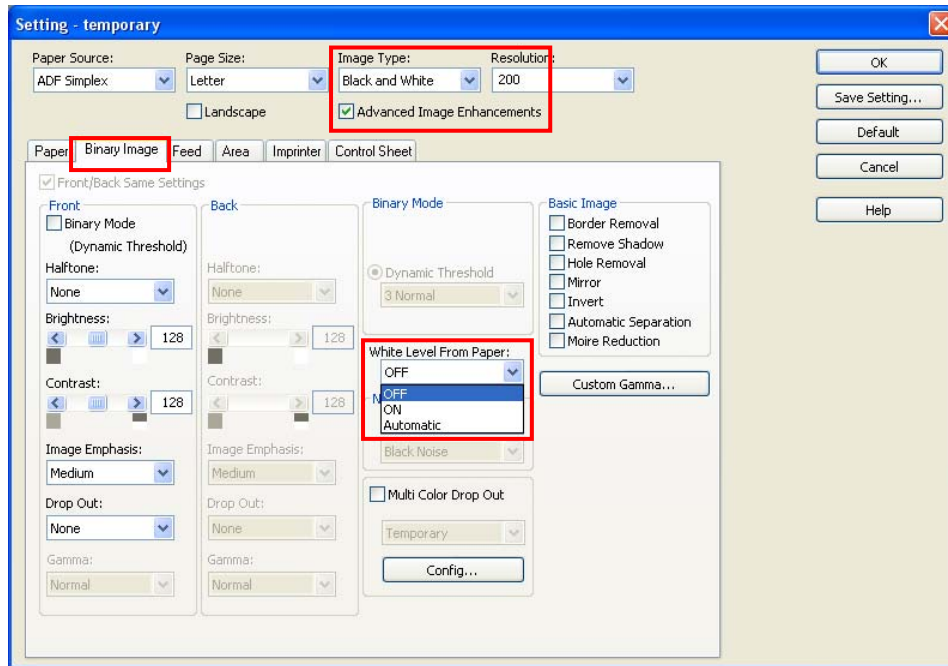 Setting - temporary
Paper Source: Page Size: Image Type: Resolution:
ADF Simplex Letter Black and White 200
Landscape Advanced Image Enhancements
OK
Save Setting...
Default
Cancel
Help
Paper Binary Image Feed Area Imprinter Control Sheet
Front/Back Same Settings
Front
Binary Mode
(Dynamic Threshold)
Halftone:
None
Brightness:
128
Contrast:
128
Image Emphasis:
Medium
Drop Out:
None
Gamma:
Normal
Back
Halftone:
None
Brightness:
128
Contrast:
128
Image Emphasis:
Medium
Drop Out:
None
Gamma:
Normal
Binary Mode
Dynamic Threshold
3 Normal
White Level From Paper:
OFF
OFF
ON
Automatic
Black Noise
Multi Color Drop Out
Temporary
Config...
Basic Image
Border Removal
Remove Shadow
Hole Removal
Mirror
Invert
Automatic Separation
Moire Reduction
Custom Gamma...